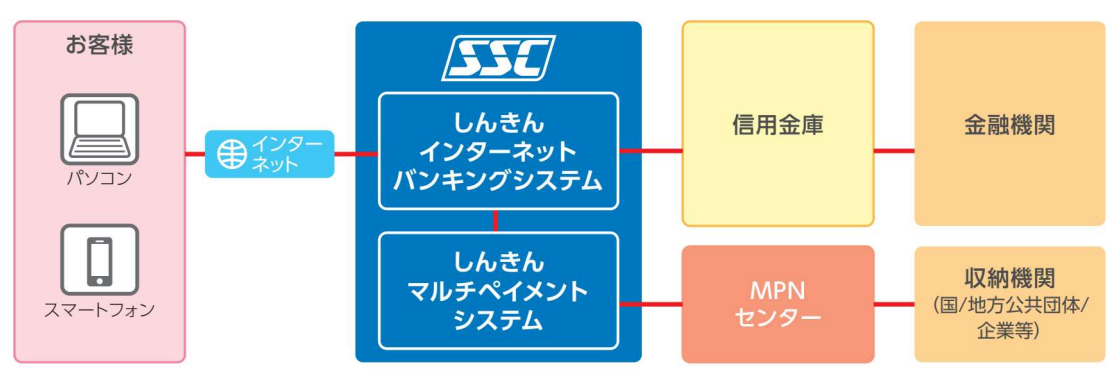 お客様
パソコン
スマートフォン
インター
ネット
SSC
しんきん
インターネット
バンキングシステム
しんきん
マルチペイメント
システム
信用金庫
金融機関
MPN
センター
収納機関
(国/地方公共団体/
企業等)